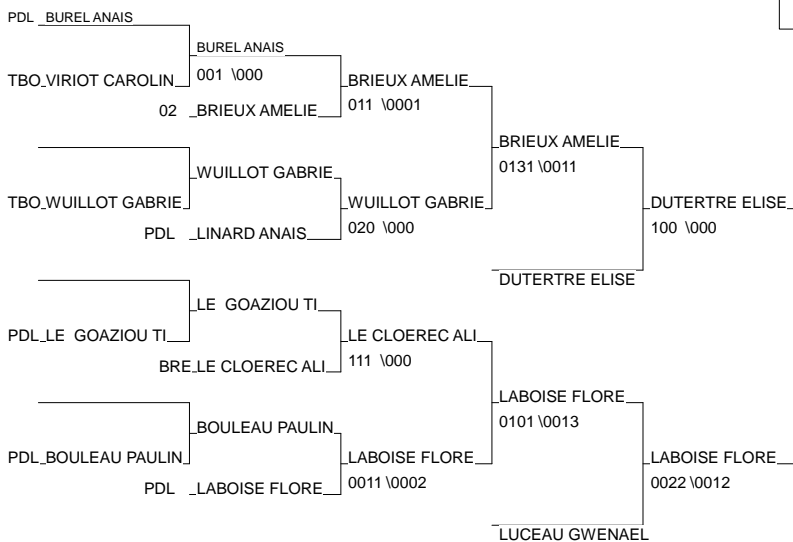 PDL BUREL ANAIS
BUREL ANAIS
TBO VIRIOT CAROLIN
001 \000
BRIEUX AMELIE
02 BRIEUX AMELIE
011 \0001
BRIEUX AMELIE
0131 \0011
WUILLOT GABRIE
TBO WUILLOT GABRIE
WUILLOT GABRIE
DUTERTRE ELISE
020 \000
100 \000
PDL LINARD ANAIS
DUTERTRE ELISE
LE GOAZIOU TI
PDL LE GOAZIOU TI
LE CLOEREC ALI
BRE LE CLOEREC ALI
111 \000
LABOISE FLORE
0101 \0013
BOULEAU PAULIN
PDL BOULEAU PAULIN
LABOISE FLORE
LABOISE FLORE
0011 \0002
0022 \0012
PDL LABOISE FLORE
LUCEAU GWENAEL